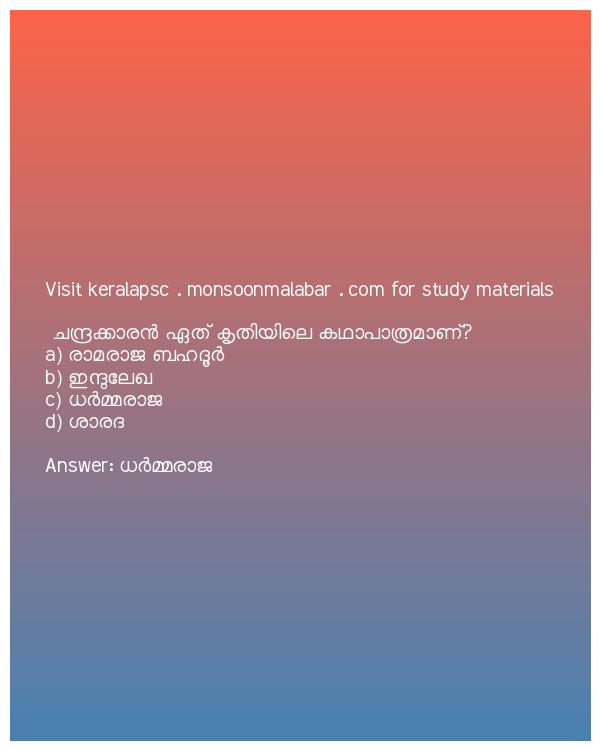 Visit keralapsc . monsoonmalabar . com for study materials
ചന്ദ്രക്കാരൻ ഏത് കൃതിയിലെ കഥാപാത്രമാണ്?
a) രാമരാജ ബഹദൂർ
b) ഇന്ദുലേഖ
c) ധർമ്മരാജ
d) ശാരദ
Answer: ധർമ്മരാജ